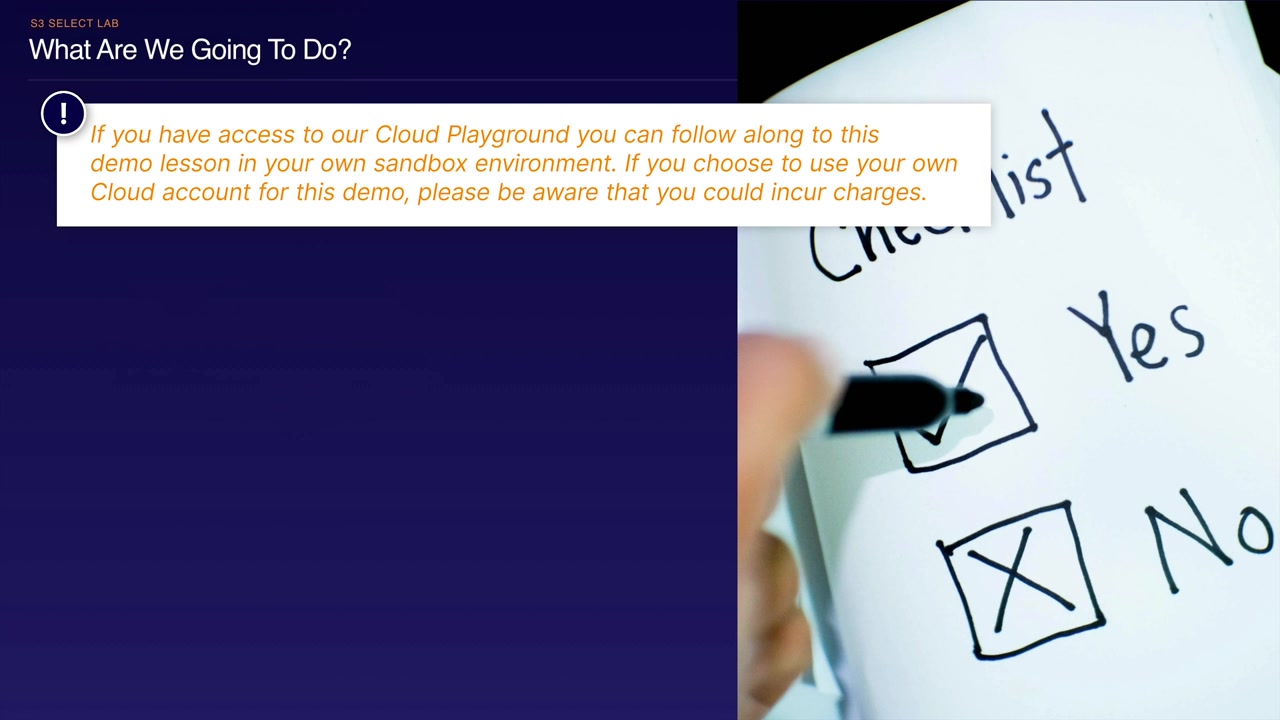 S3 SELECT LAB
What Are We Going To Do?
!
If you have access to our Cloud Playground you can follow along to this
demo lesson in your own sandbox environment. If you choose to use your own
Cloud account for this demo, please be aware that you could incur charges.
Yes
No